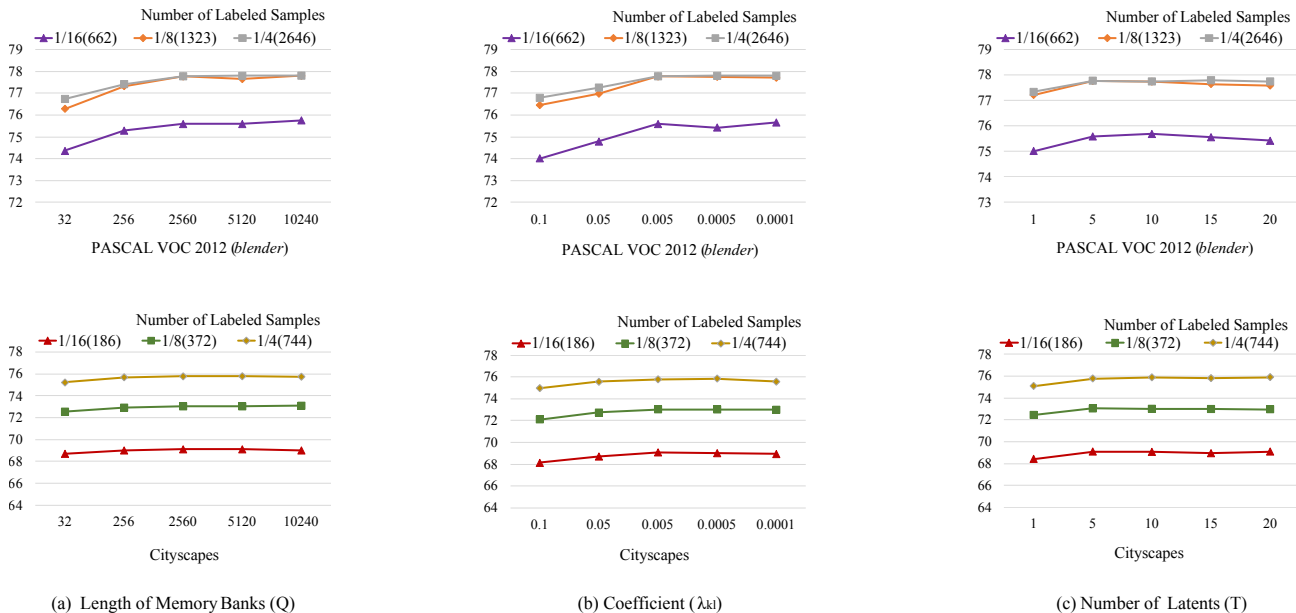 Number of Labeled Samples
1/16(662) 1/8(1323) 1/4(2646)
79
78
77
76
75
74
73
72
32 256 2560 5120 10240
PASCAL VOC 2012 (blender)
Number of Labeled Samples
1/16(662) 1/8(1323) 1/4(2646)
79
78
77
76
75
74
73
72
0.1 0.05 0.005 0.0005 0.0001
PASCAL VOC 2012 (blender)
Number of Labeled Samples
1/16(662) 1/8(1323) 1/4(2646)
79
78
77
76
75
74
73
1 5 10 15 20
PASCAL VOC 2012 (blender)
Number of Labeled Samples
1/16(186) 1/8(372) 1/4(744)
78
76
74
72
70
68
66
64
32 256 2560 5120 10240
Cityscapes
Number of Labeled Samples
1/16(186) 1/8(372) 1/4(744)
78
76
74
72
70
68
66
64
0.1 0.05 0.005 0.0005 0.0001
Cityscapes
Number of Labeled Samples
1/16(186) 1/8(372) 1/4(744)
78
76
74
72
70
68
66
64
1 5 10 15 20
Cityscapes
(a) Length of Memory Banks (Q)
(b) Coefficient (λkl)
(c) Number of Latents (T)